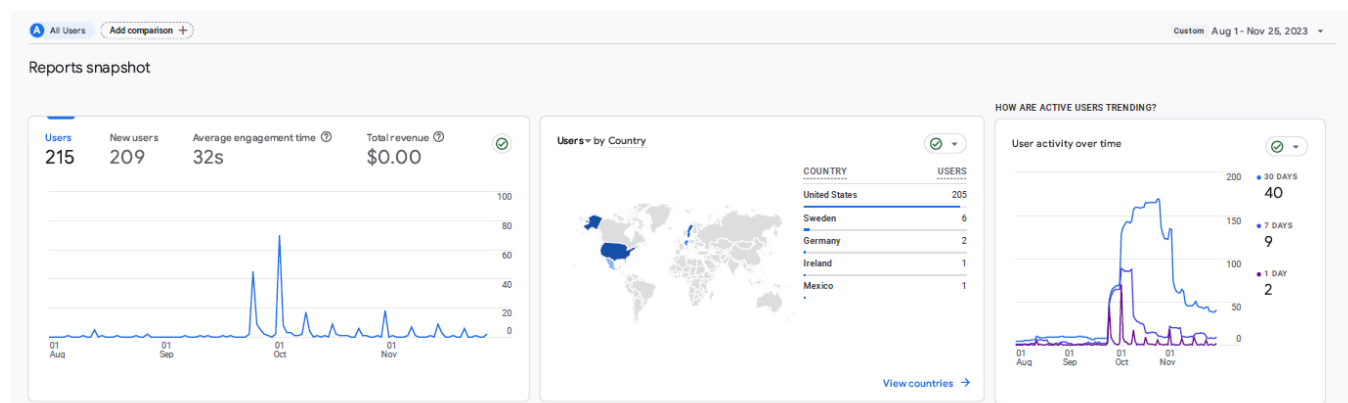 A All Users Add comparison + Custom Aug 1 - Nov 25, 2023
Reports snapshot
HOW ARE ACTIVE USERS TRENDING?
Users New users Average engagement time ? Total revenue ?
215 209 32s $0.00
100
80
60
40
20
0
01 01 01 01
Aug Sep Oct Nov
Users by Country
COUNTRY USERS
United States 205
Sweden 6
Germany 2
Ireland 1
Mexico 1
View countries →
User activity over time
200
150
100
50
0
01 01 01 01
Aug Sep Oct Nov
30 DAYS
40
7 DAYS
9
1 DAY
2